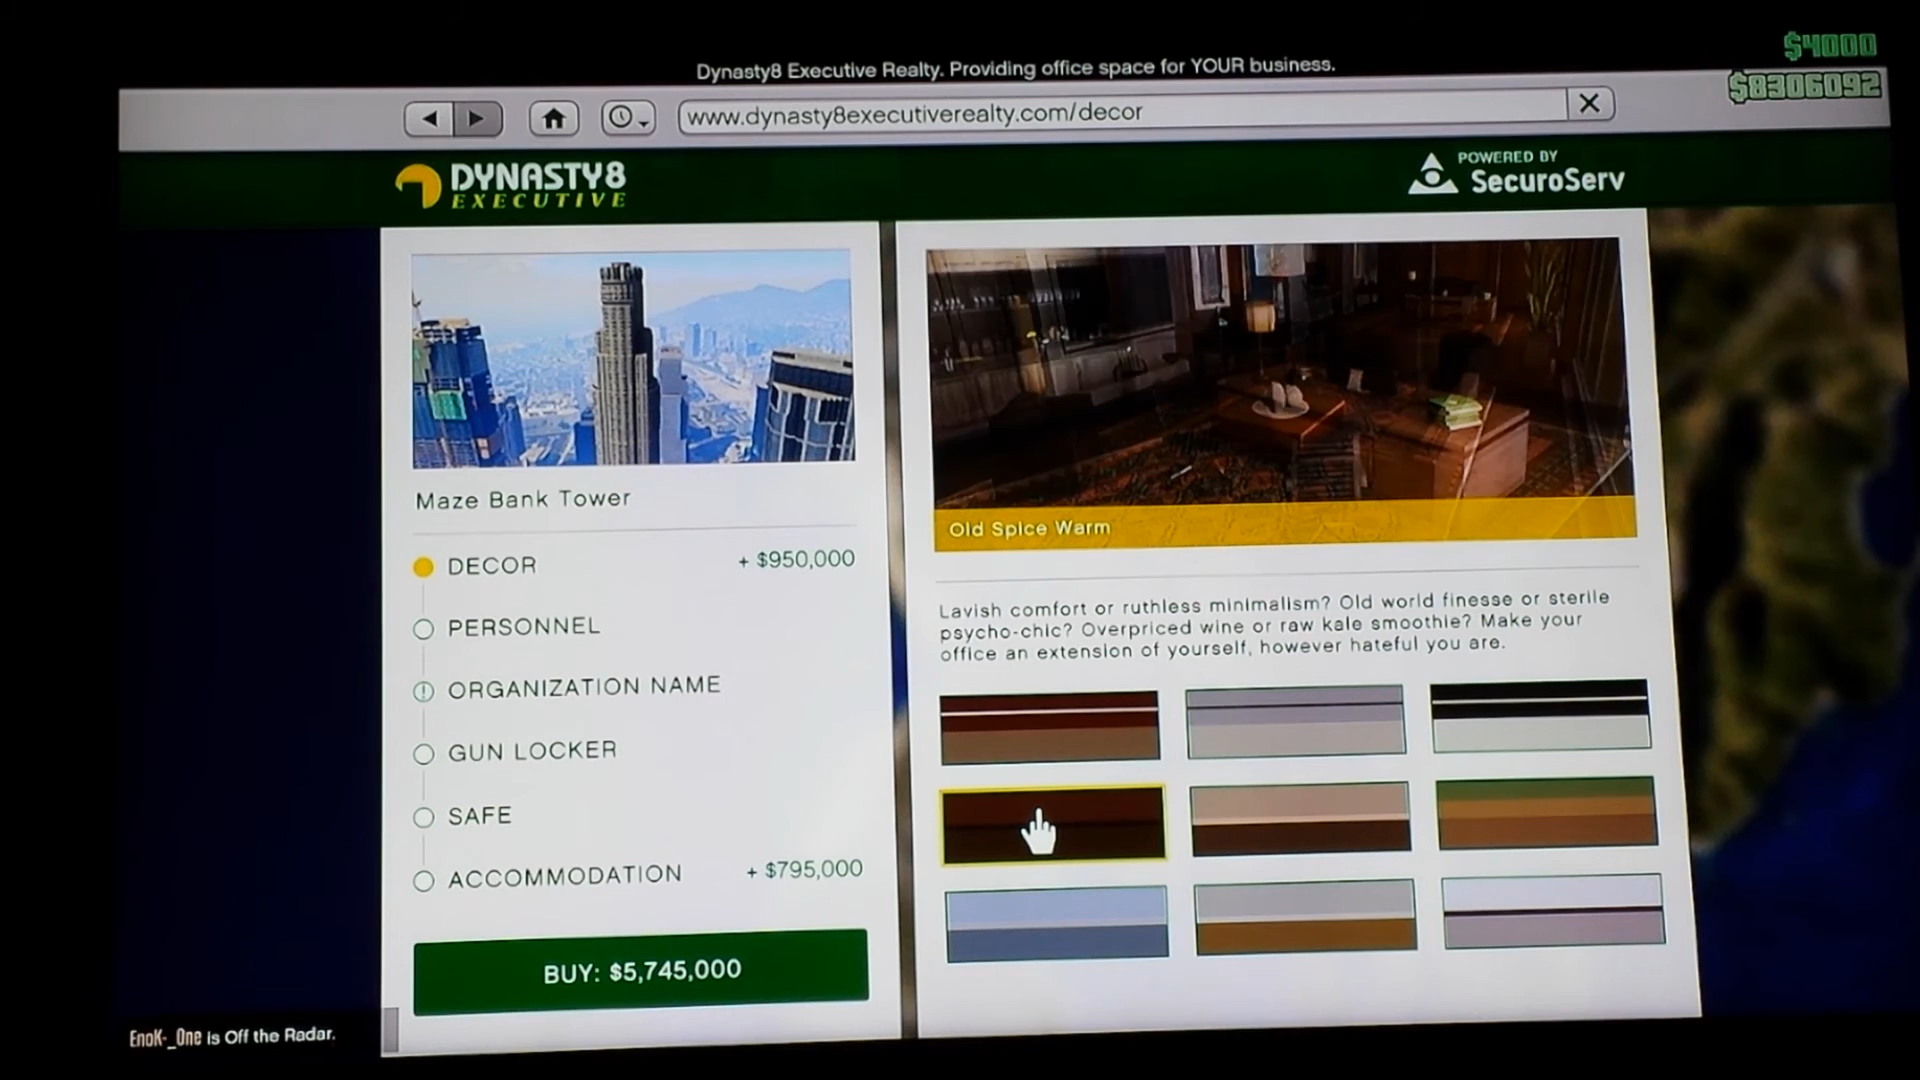 $4000
$8306092
Dynasty8 Executive Realty. Providing office space for YOUR business.
www.dynasty8executiverealty.com/decor
DYNASTY8
EXECUTIVE
POWERED BY
SecuroServ
Maze Bank Tower
DECOR + $950,000
PERSONNEL
ORGANIZATION NAME
GUN LOCKER
SAFE
ACCOMMODATION + $795,000
BUY: $5,745,000
Old Spice Warm
Lavish comfort or ruthless minimalism? Old world finesse or sterile
psycho-chic? Overpriced wine or raw kale smoothie? Make your
office an extension of yourself, however hateful you are.
EnoK-_One is Off the Radar.